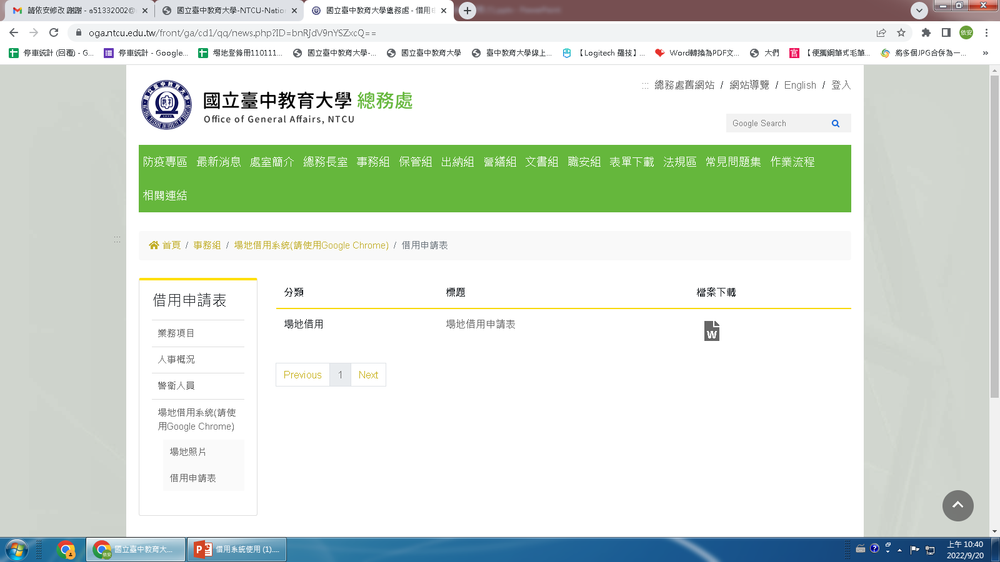 請依安修改 謝謝 - a51332002@
國立臺中教育大學-NTCU-Natio
國立臺中教育大學總務處 - 借用申
oga.ntcu.edu.tw/front/ga/cd1/qq/news.php?ID=bnRjdV9nYSZxcQ==
依安
停車統計 (回覆) - G...
停車統計 - Google...
場地登錄冊110111...
國立臺中教育大學-...
國立臺中教育大學
臺中教育大學線上...
【Logitech 羅技】...
Word轉換為PDF文...
大們
官
【便攜鋼筆式毛筆...
將多個JPG合併為一...
»
::: 總務處舊網站 / 網站導覽 / English / 登入
國立臺中教育大學 總務處
Office of General Affairs, NTCU
Google Search
防疫專區 最新消息 處室簡介 總務長室 事務組 保管組 出納組 營繕組 文書組 職安組 表單下載 法規區 常見問題集 作業流程
相關連結
:::
首頁 / 事務組 / 場地借用系統(請使用Google Chrome) / 借用申請表
借用申請表
業務項目
人事概況
警衛人員
場地借用系統(請使
用Google Chrome)
場地照片
借用申請表
分類 標題 檔案下載
場地借用 場地借用申請表 W
Previous 1 Next
國立臺中教育大...
借用系統使用 (1)....
上午 10:40
2022/9/20